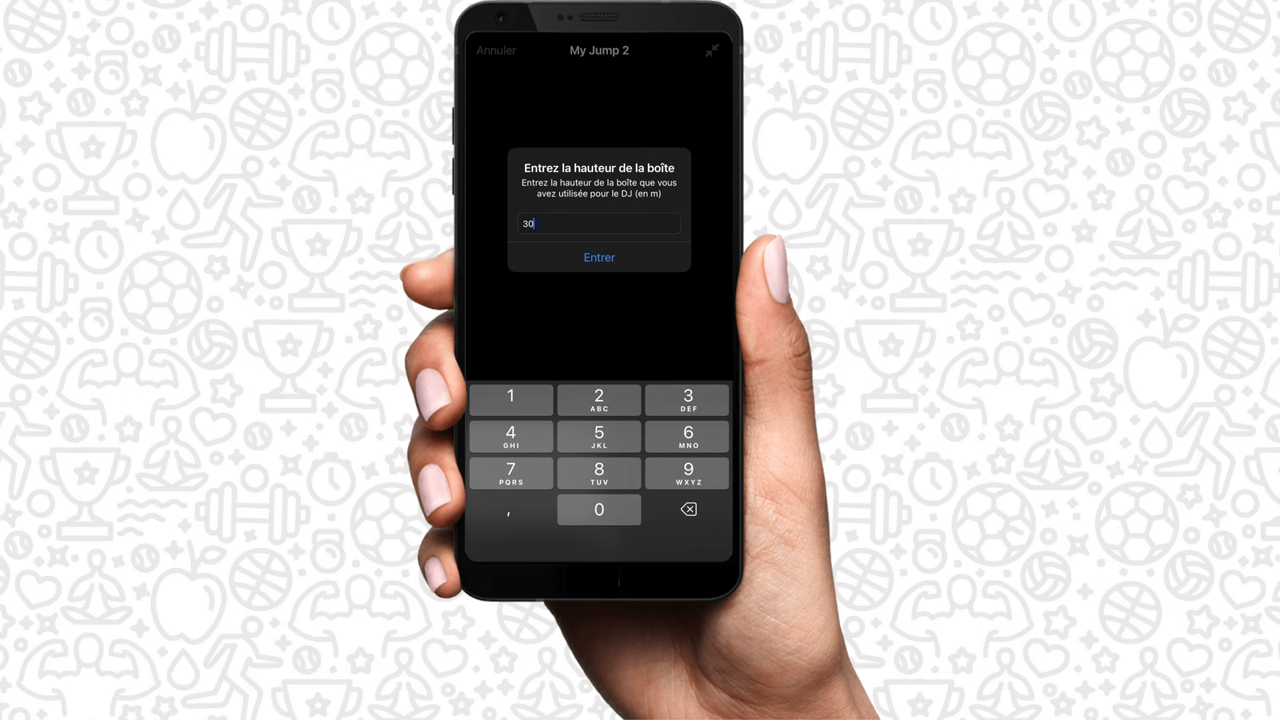 Annuler
My Jump 2
Entrez la hauteur de la boîte
Entrez la hauteur de la boîte que vous
avez utilisée pour le DJ (en m)
30
Entrer
1
2
ABC
3
DEF
4
GHI
5
JKL
6
MNO
7
PQRS
8
TUV
9
WXYZ
,
0